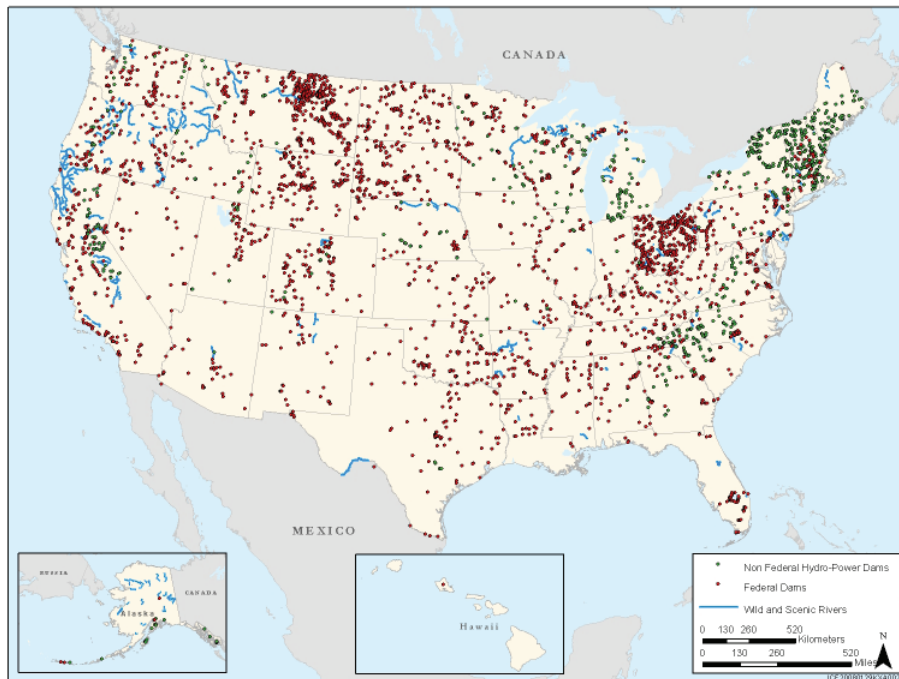 CANADA
MEXICO
RUSSIA
CANADA
Alaska
Hawaii
Non Federal Hydro-Power Dams
Federal Dams
Wild and Scenic Rivers
0 130 260 520
Kilometers
N
0 130 260 520
Miles